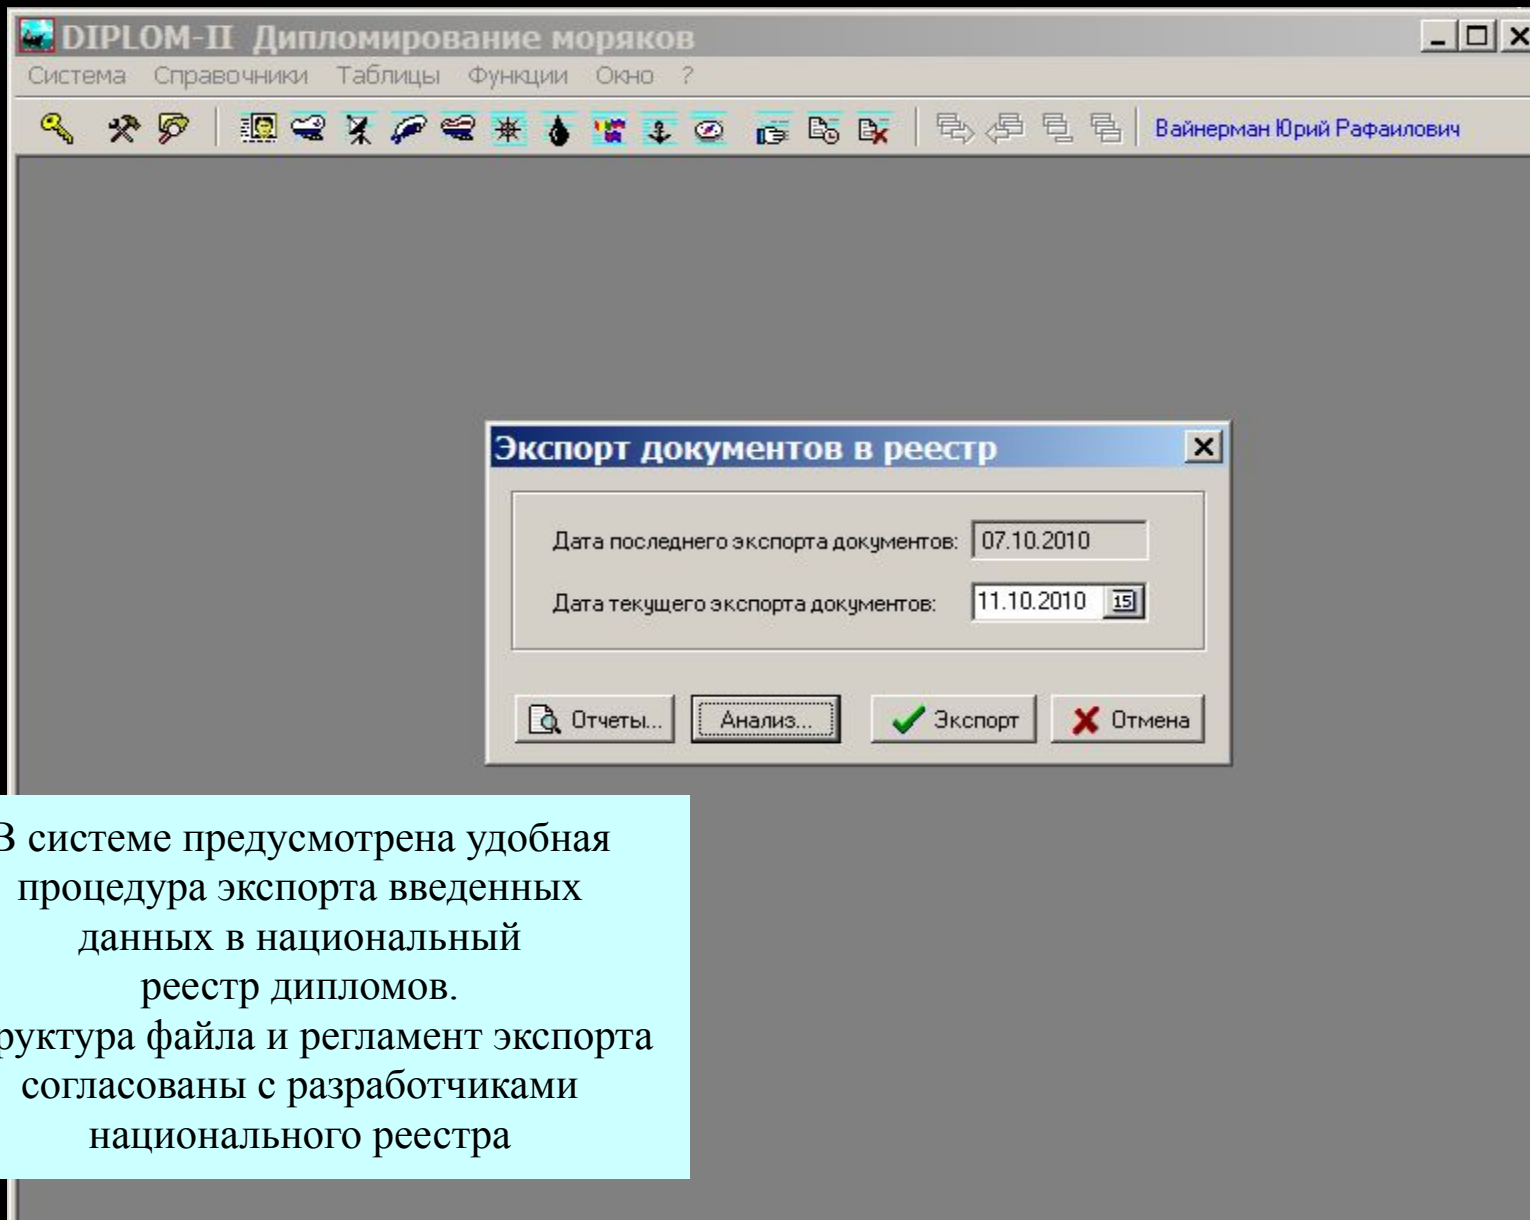 DIPLOM-II Дипломирование моряков
Система Справочники Таблицы Функции Окно ?
Вайнерман Юрий Рафаилович
Экспорт документов в реестр
Дата последнего экспорта документов: 07.10.2010
Дата текущего экспорта документов: 11.10.2010 15
Отчеты... Анализ... Экспорт Отмена
В системе предусмотрена удобная
процедура экспорта введенных
данных в национальный
реестр дипломов.
руктура файла и регламент экспорта
согласованы с разработчиками
национального реестра